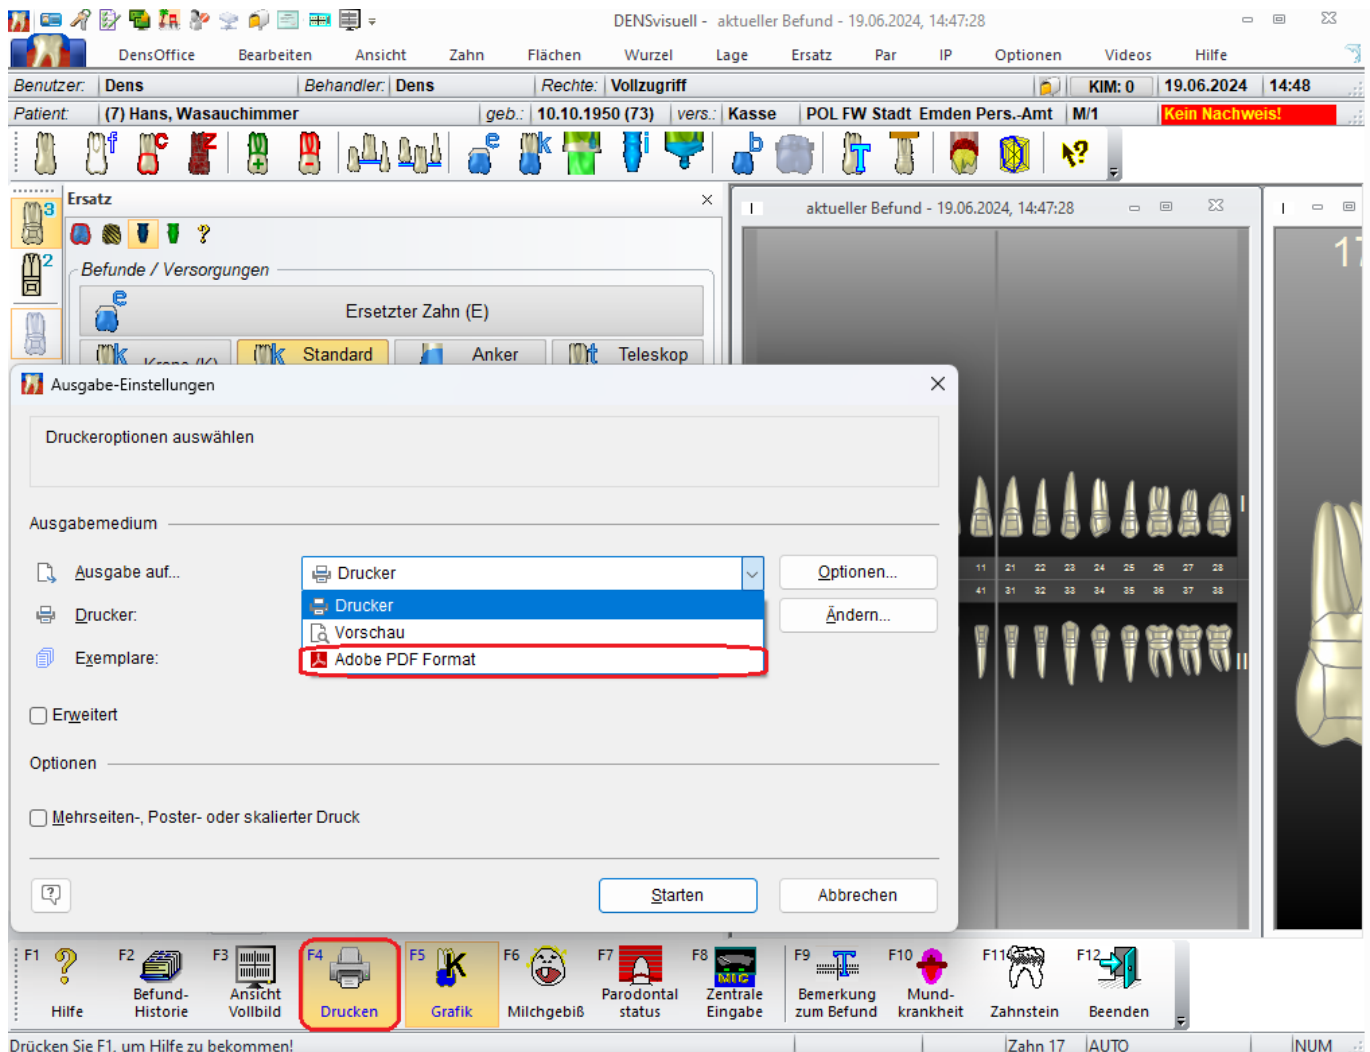 DENSvisuell - aktueller Befund - 19.06.2024, 14:47:28
DensOffice Bearbeiten Ansicht Zahn Flächen Wurzel Lage Ersatz Par IP Optionen Videos Hilfe
Benutzer: Dens Behandler: Dens Rechte: Vollzugriff KIM: 0 19.06.2024 14:48
Patient: (7) Hans, Wasauchimmer geb.: 10.10.1950 (73) vers.: Kasse POL FW Stadt Emden Pers.-Amt M/1 Kein Nachweis!
f c z e k i b T T ?
Ersatz
aktueller Befund - 19.06.2024, 14:47:28
3
2
?
17
Befunde / Versorgungen
e Ersetzter Zahn (E)
k Krone (K) k Standard Anker t Teleskop
Ausgabe-Einstellungen
Druckeroptionen auswählen
Ausgabemedium
Ausgabe auf... Drucker Optionen...
Drucker: Drucker Ändern...
Vorschau
Exemplare: Adobe PDF Format
Erweitert
Optionen
Mehrseiten-, Poster- oder skalierter Druck
Starten Abbrechen
I
11 21 22 23 24 25 26 27 28
41 31 32 33 34 35 36 37 38
II
F1 Hilfe
F2 Befund-
Historie
F3 Ansicht
Vollbild
F4 Drucken
F5 K Grafik
F6 Milchgebiß
F7 Parodontal
status
F8 MIC Zentrale
Eingabe
F9 T Bemerkung
zum Befund
F10 Mund-
krankheit
F11 Zahnstein
F12 Beenden
Drücken Sie F1, um Hilfe zu bekommen! Zahn 17 AUTO NUM